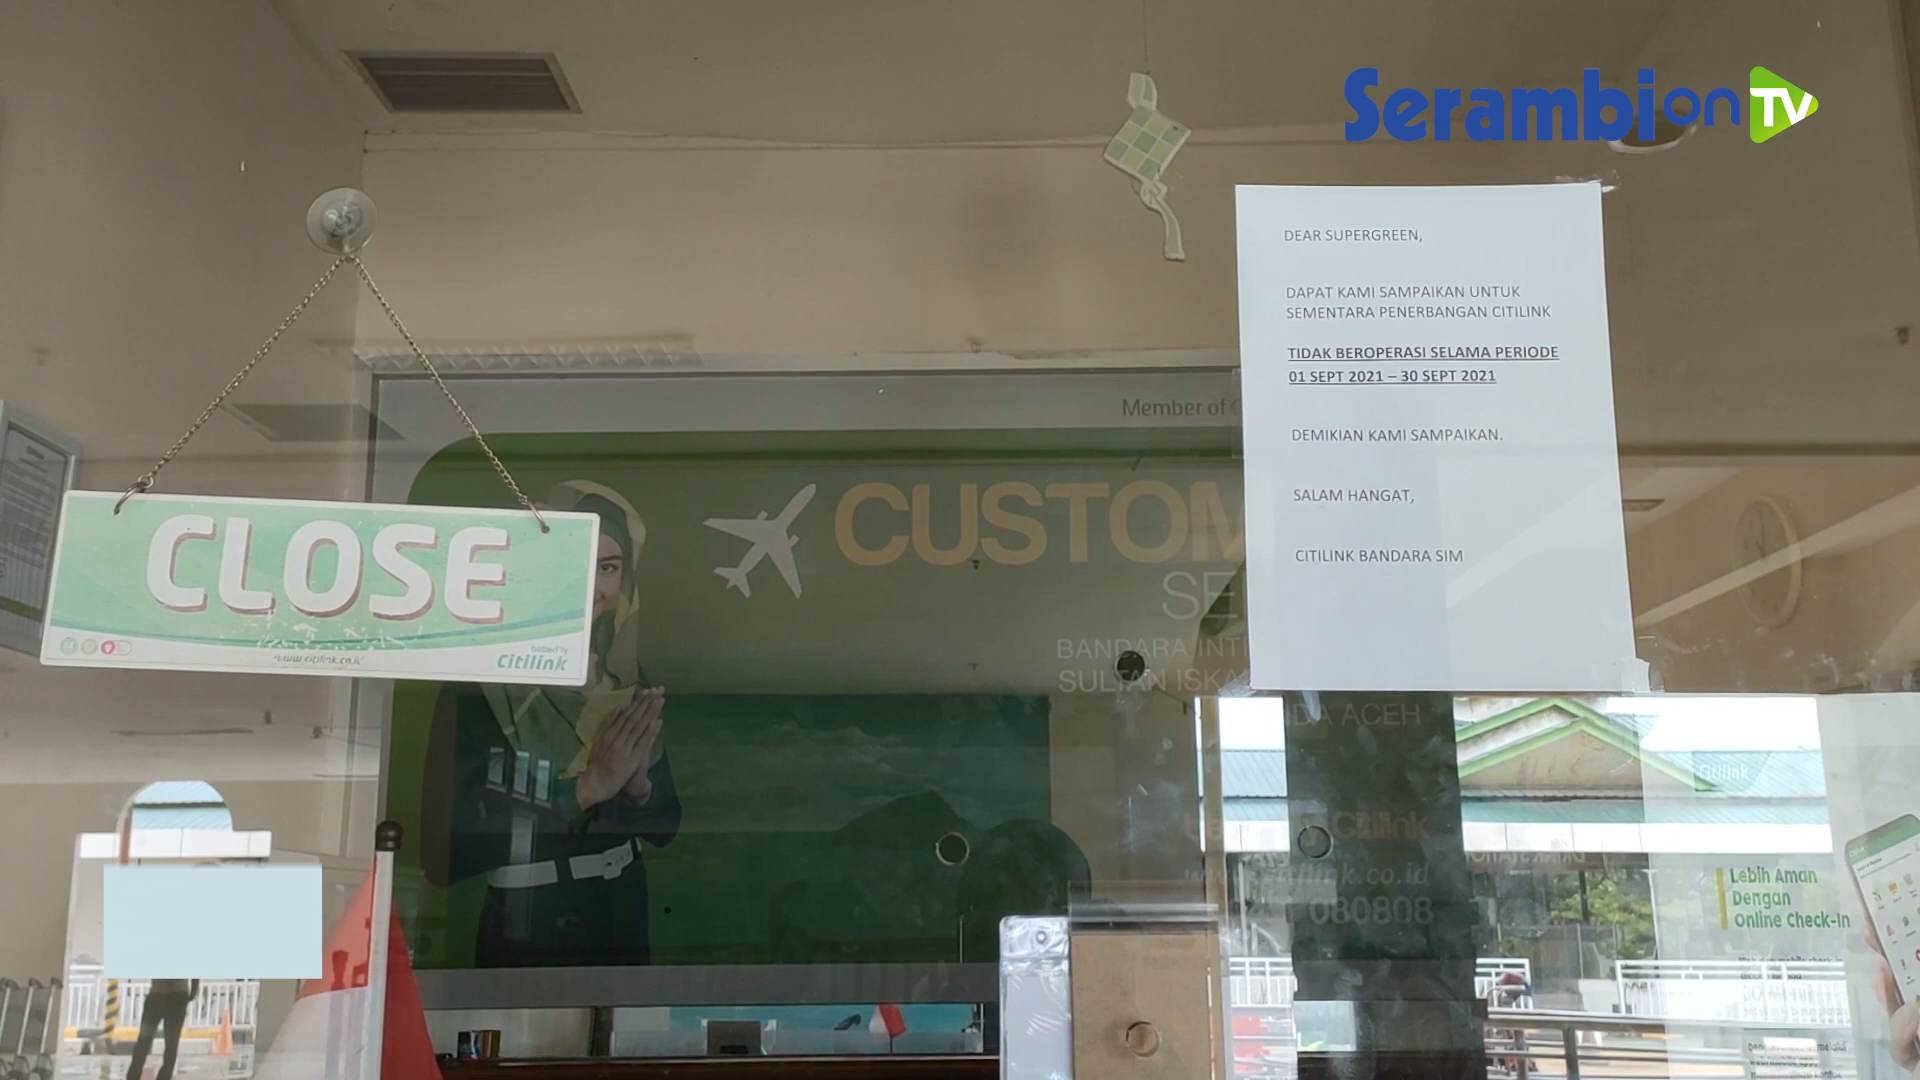 Serambi on TV
DEAR SUPERGREEN,
DAPAT KAMI SAMPAIKAN UNTUK
SEMENTARA PENERBANGAN CITILINK
TIDAK BEROPERASI SELAMA PERIODE
01 SEPT 2021 – 30 SEPT 2021
DEMIKIAN KAMI SAMPAIKAN.
SALAM HANGAT,
CITILINK BANDARA SIM
Member of
CLOSE
www.citilink.co.id
betterfly
Citilink
CUSTOM
SE
BANDARA INT
SULTAN ISKA
DA ACEH
Citilink
Citilink
080808
Lebih Aman
Dengan
Online Check-In